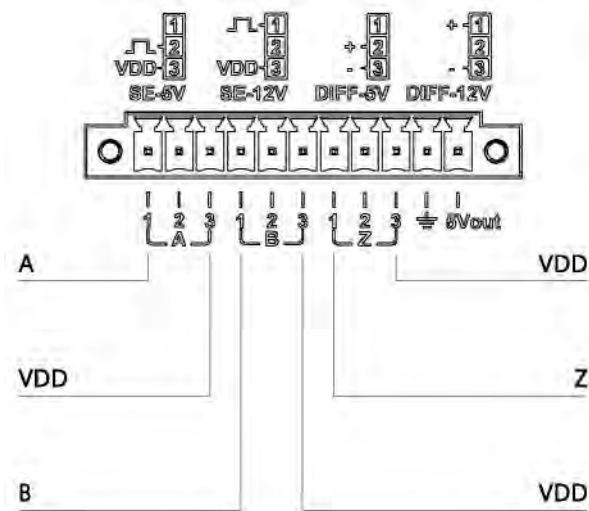 1 1 1 + 1
2 2 + 2 2
VDD 3 VDD 3 - 3 - 3
SE-5V SE-12V DIFF-5V DIFF-12V
1 2 3 1 2 3 1 2 3 5Vout
A B Z
A VDD
VDD Z
B VDD